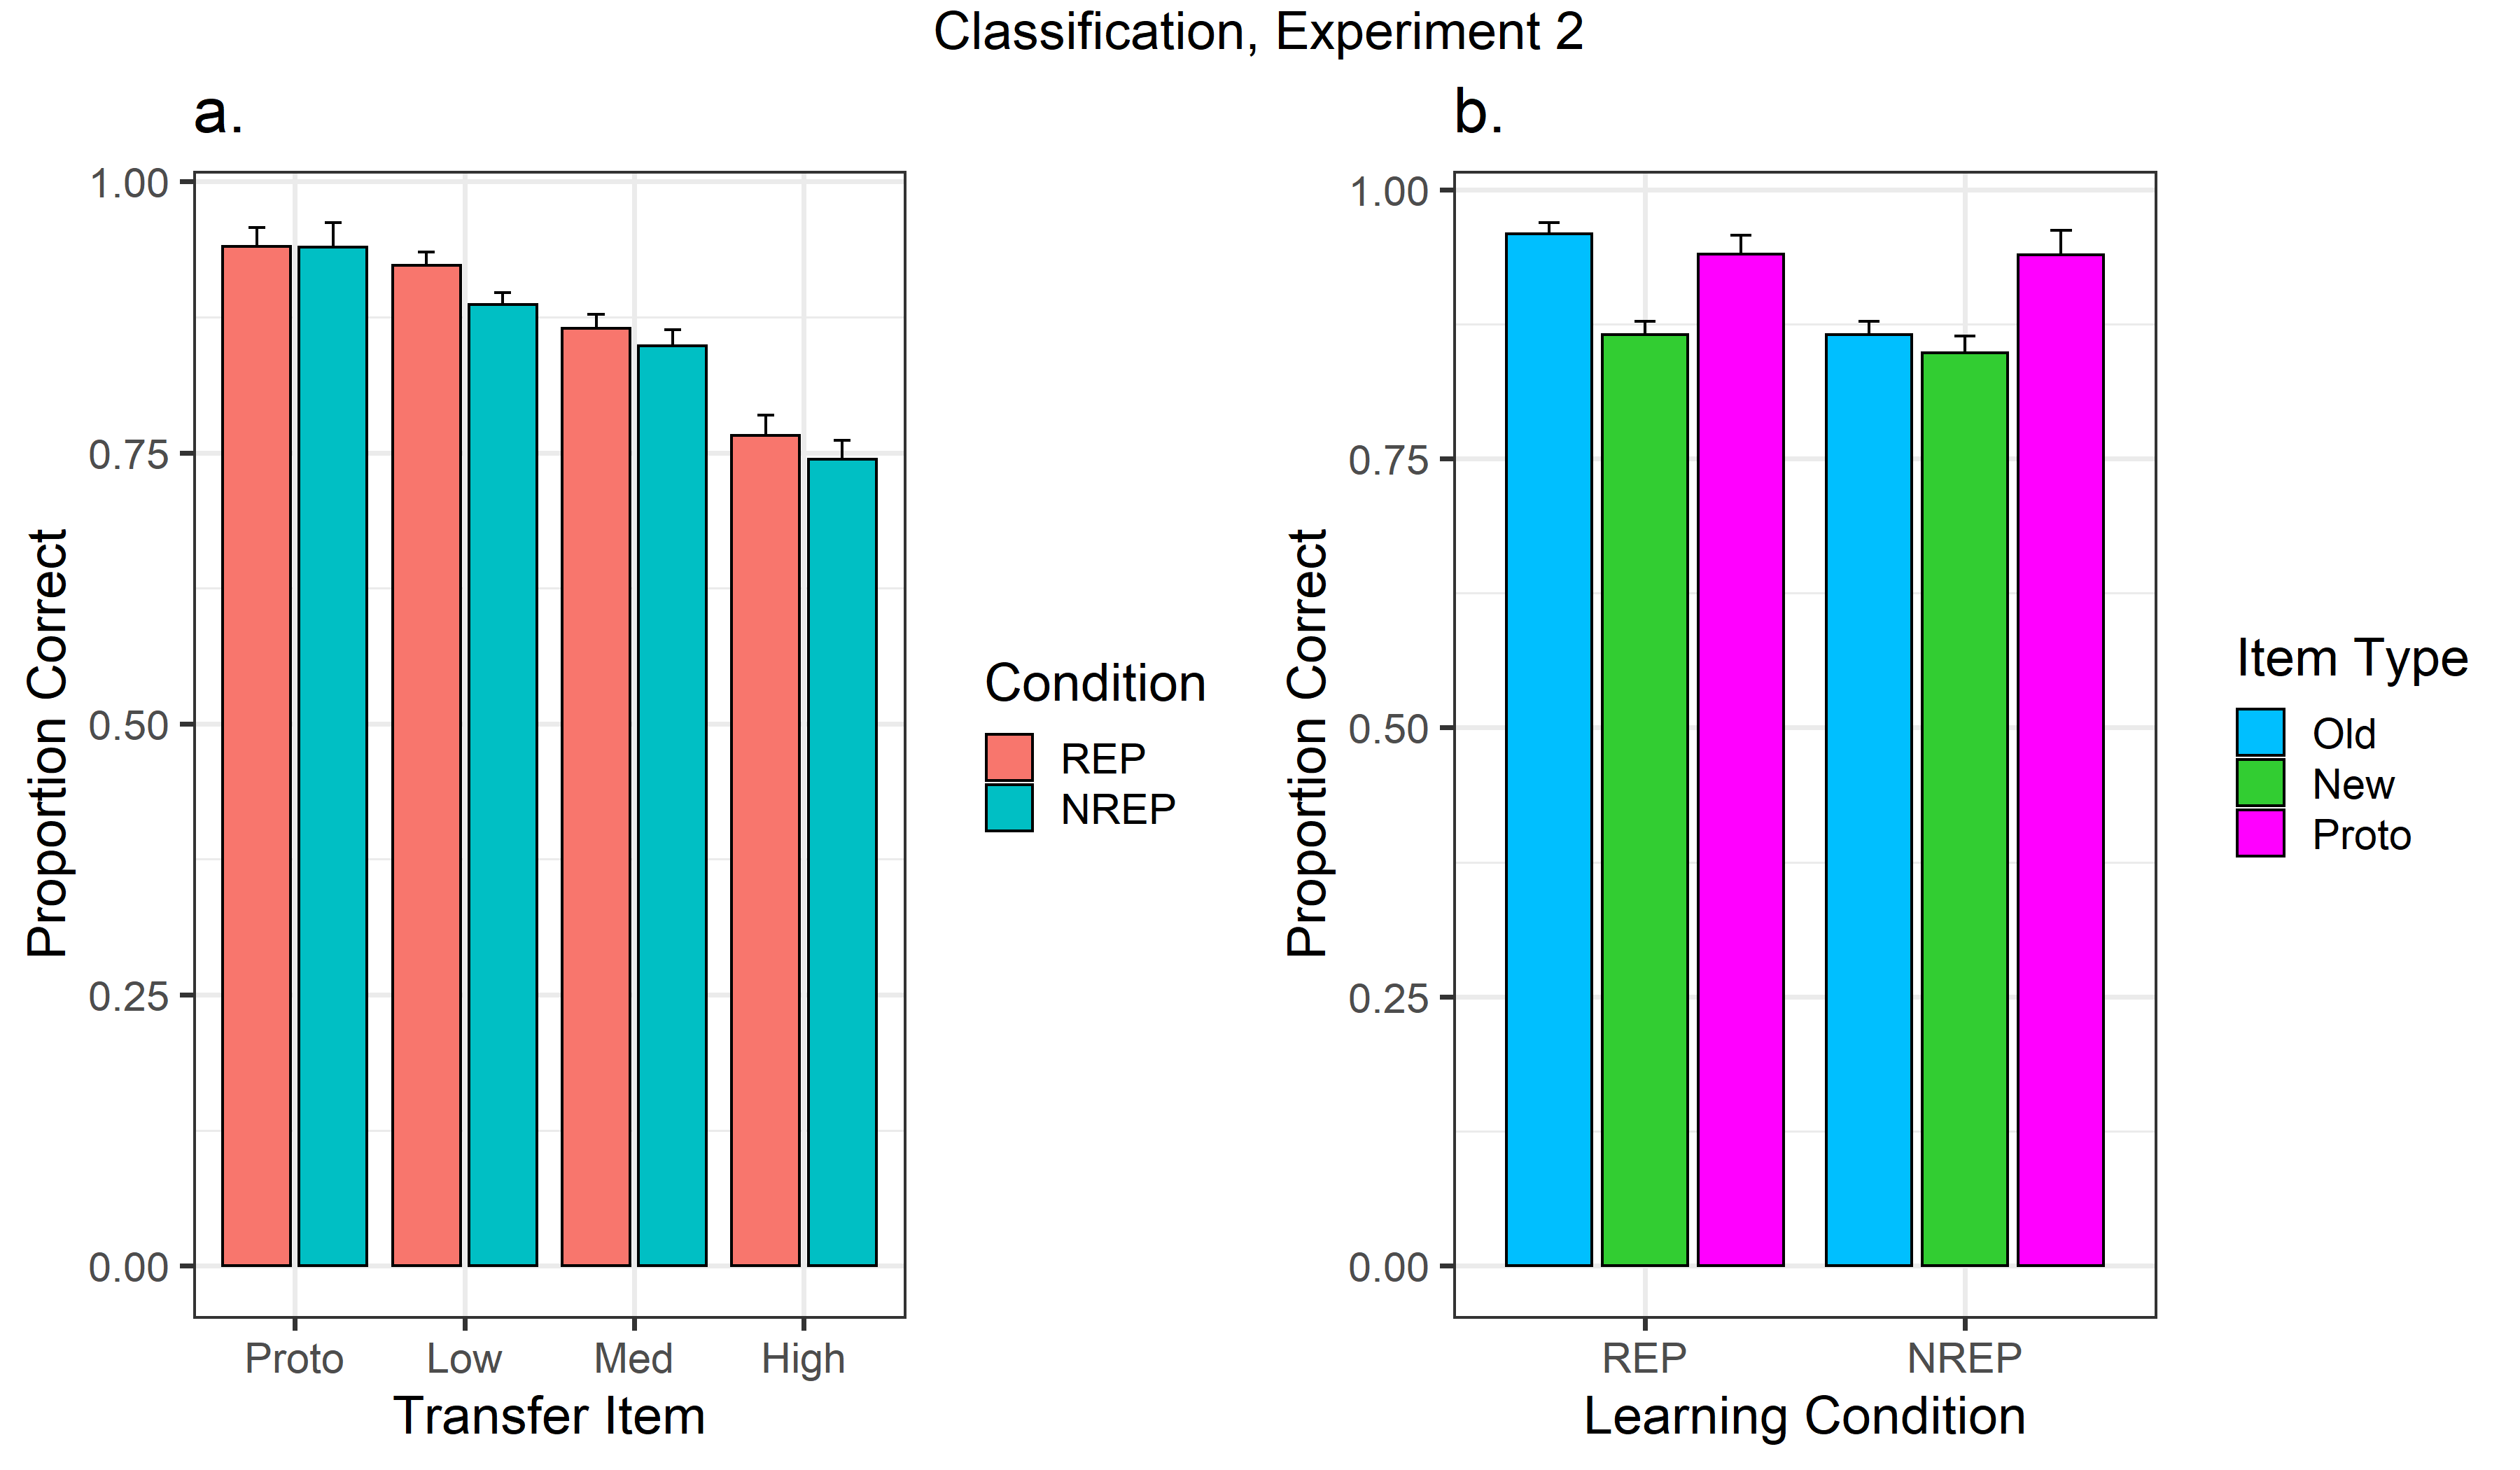 Classification, Experiment 2
a.
1.00
0.75
0.50
0.25
0.00
Proportion Correct
Proto Low Med High
Transfer Item
Condition
REP
NREP
b.
1.00
0.75
0.50
0.25
0.00
Proportion Correct
REP NREP
Learning Condition
Item Type
Old
New
Proto